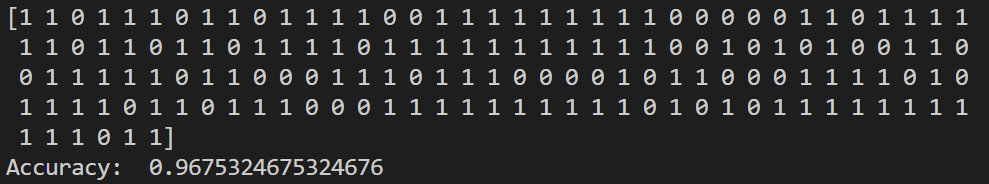 [1 1 0 1 1 1 0 1 1 0 1 1 1 1 0 0 1 1 1 1 1 1 1 1 1 0 0 0 0 0 1 1 0 1 1 1 1
1 1 0 1 1 0 1 1 0 1 1 1 1 0 1 1 1 1 1 1 1 1 1 1 1 0 0 1 0 1 0 1 0 0 1 1 0
0 1 1 1 1 1 0 1 1 0 0 0 1 1 1 0 1 1 1 0 0 0 0 1 0 1 1 0 0 0 1 1 1 1 0 1 0
1 1 1 1 0 1 1 0 1 1 1 0 0 0 1 1 1 1 1 1 1 1 1 1 0 1 0 1 0 1 1 1 1 1 1 1 1
1 1 1 0 1 1]
Accuracy:  0.9675324675324676